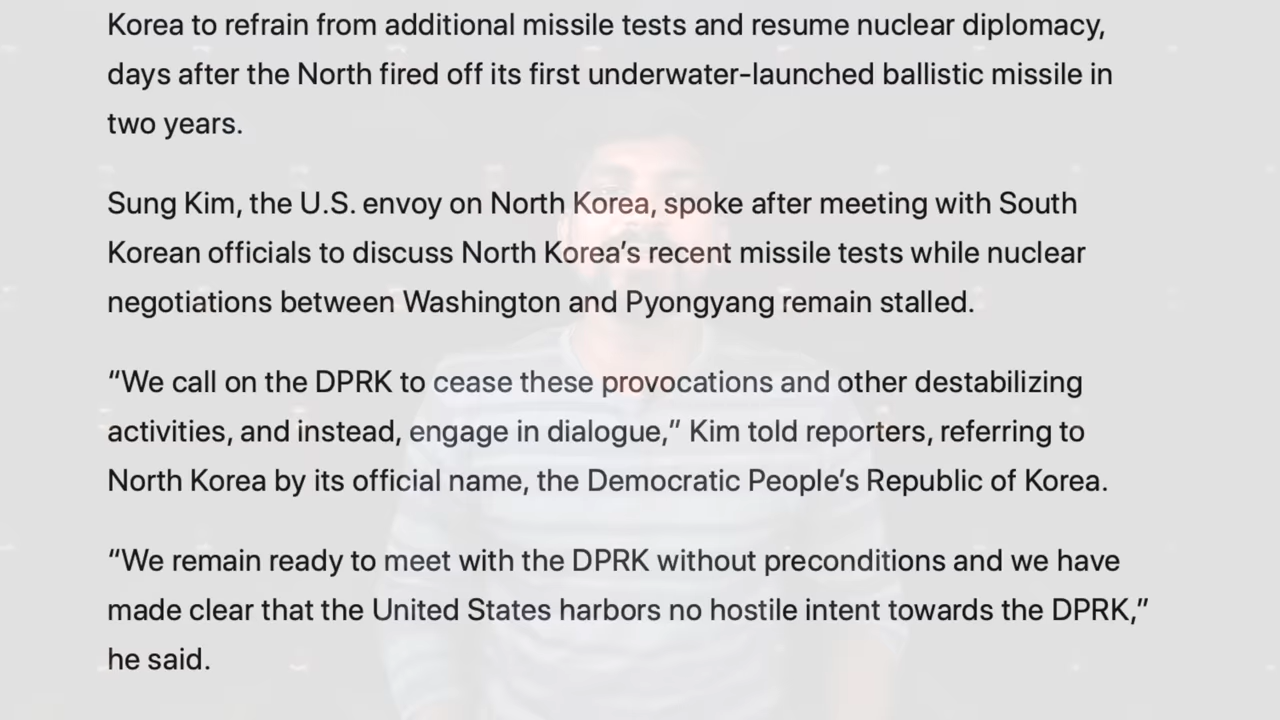 Korea to refrain from additional missile tests and resume nuclear diplomacy,
days after the North fired off its first underwater-launched ballistic missile in
two years.
Sung Kim, the U.S. envoy on North Korea, spoke after meeting with South
Korean officials to discuss North Korea’s recent missile tests while nuclear
negotiations between Washington and Pyongyang remain stalled.
“We call on the DPRK to cease these provocations and other destabilizing
activities, and instead, engage in dialogue,” Kim told reporters, referring to
North Korea by its official name, the Democratic People’s Republic of Korea.
“We remain ready to meet with the DPRK without preconditions and we have
made clear that the United States harbors no hostile intent towards the DPRK,”
he said.